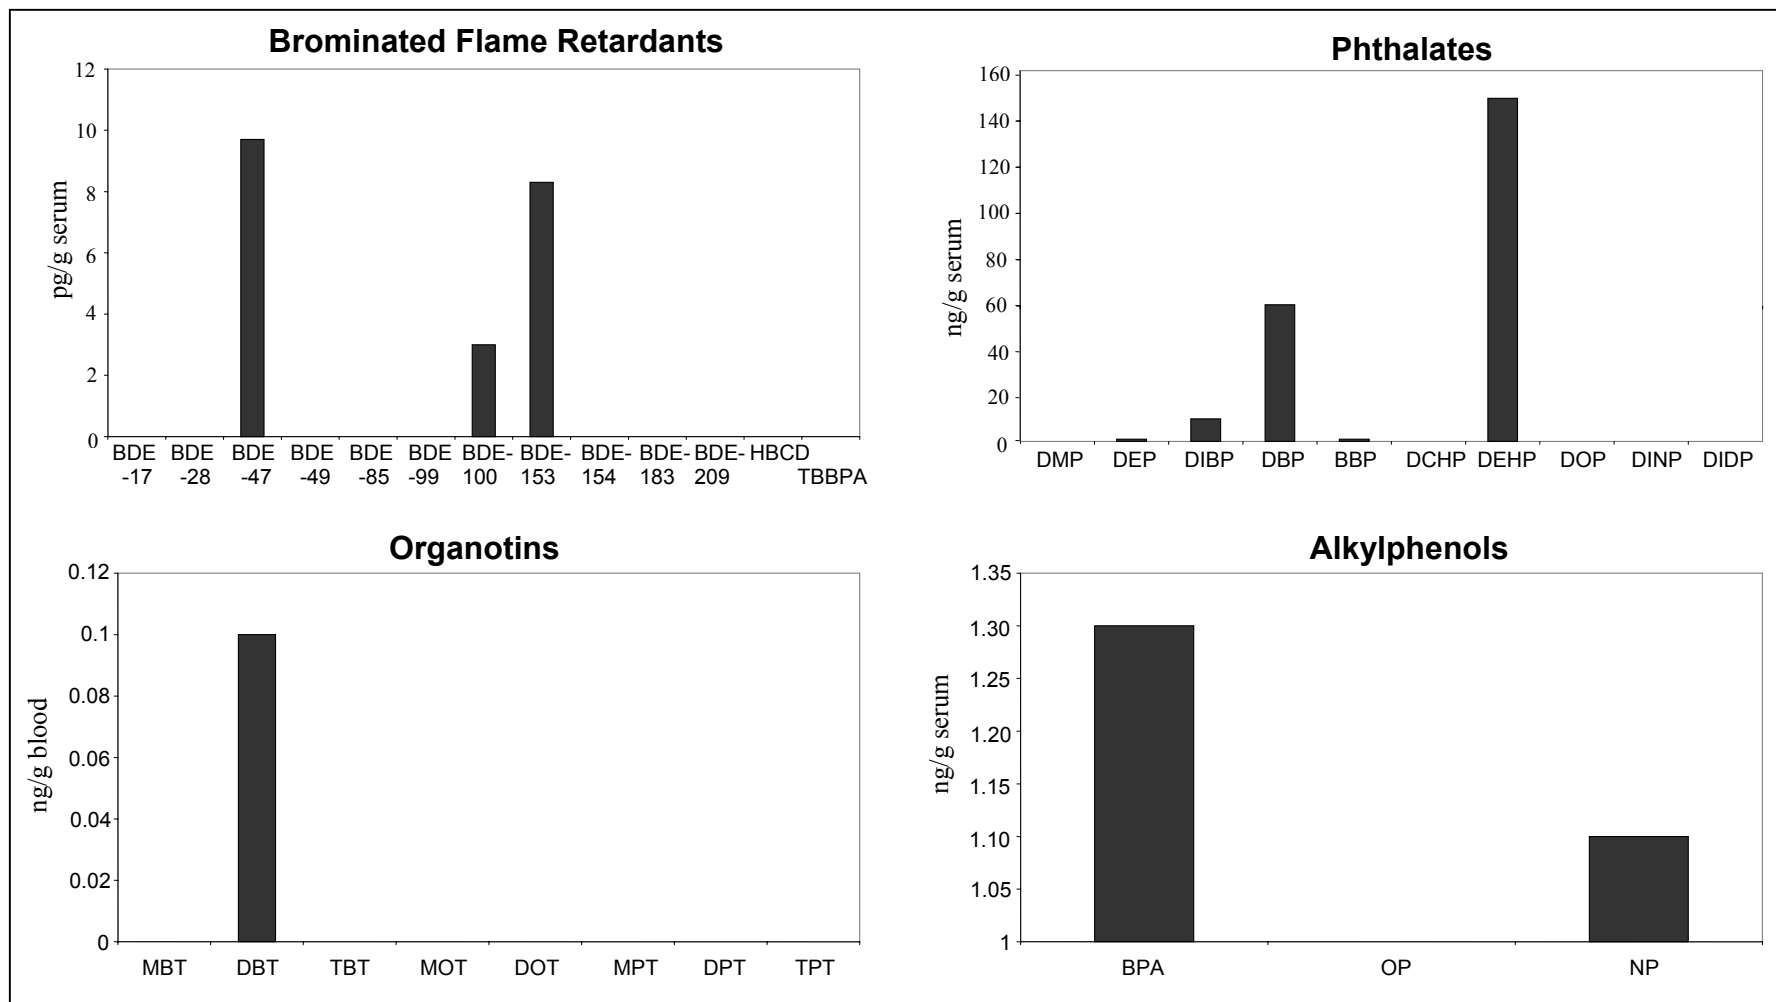 Brominated Flame Retardants
12
10
8
6
4
2
0
pg/g serum
BDE BDE BDE BDE BDE BDE BDE- BDE- BDE- BDE- BDE- HBCD
-17 -28 -47 -49 -85 -99 100 153 154 183 209 TBBPA
Phthalates
160
140
120
100
80
60
40
20
0
ng/g serum
DMP DEP DIBP DBP BBP DCHP DEHP DOP DINP DIDP
Organotins
0.12
0.1
0.08
0.06
0.04
0.02
0
ng/g blood
MBT DBT TBT MOT DOT MPT DPT TPT
Alkylphenols
1.35
1.30
1.25
1.20
1.15
1.10
1.05
1
ng/g serum
BPA OP NP